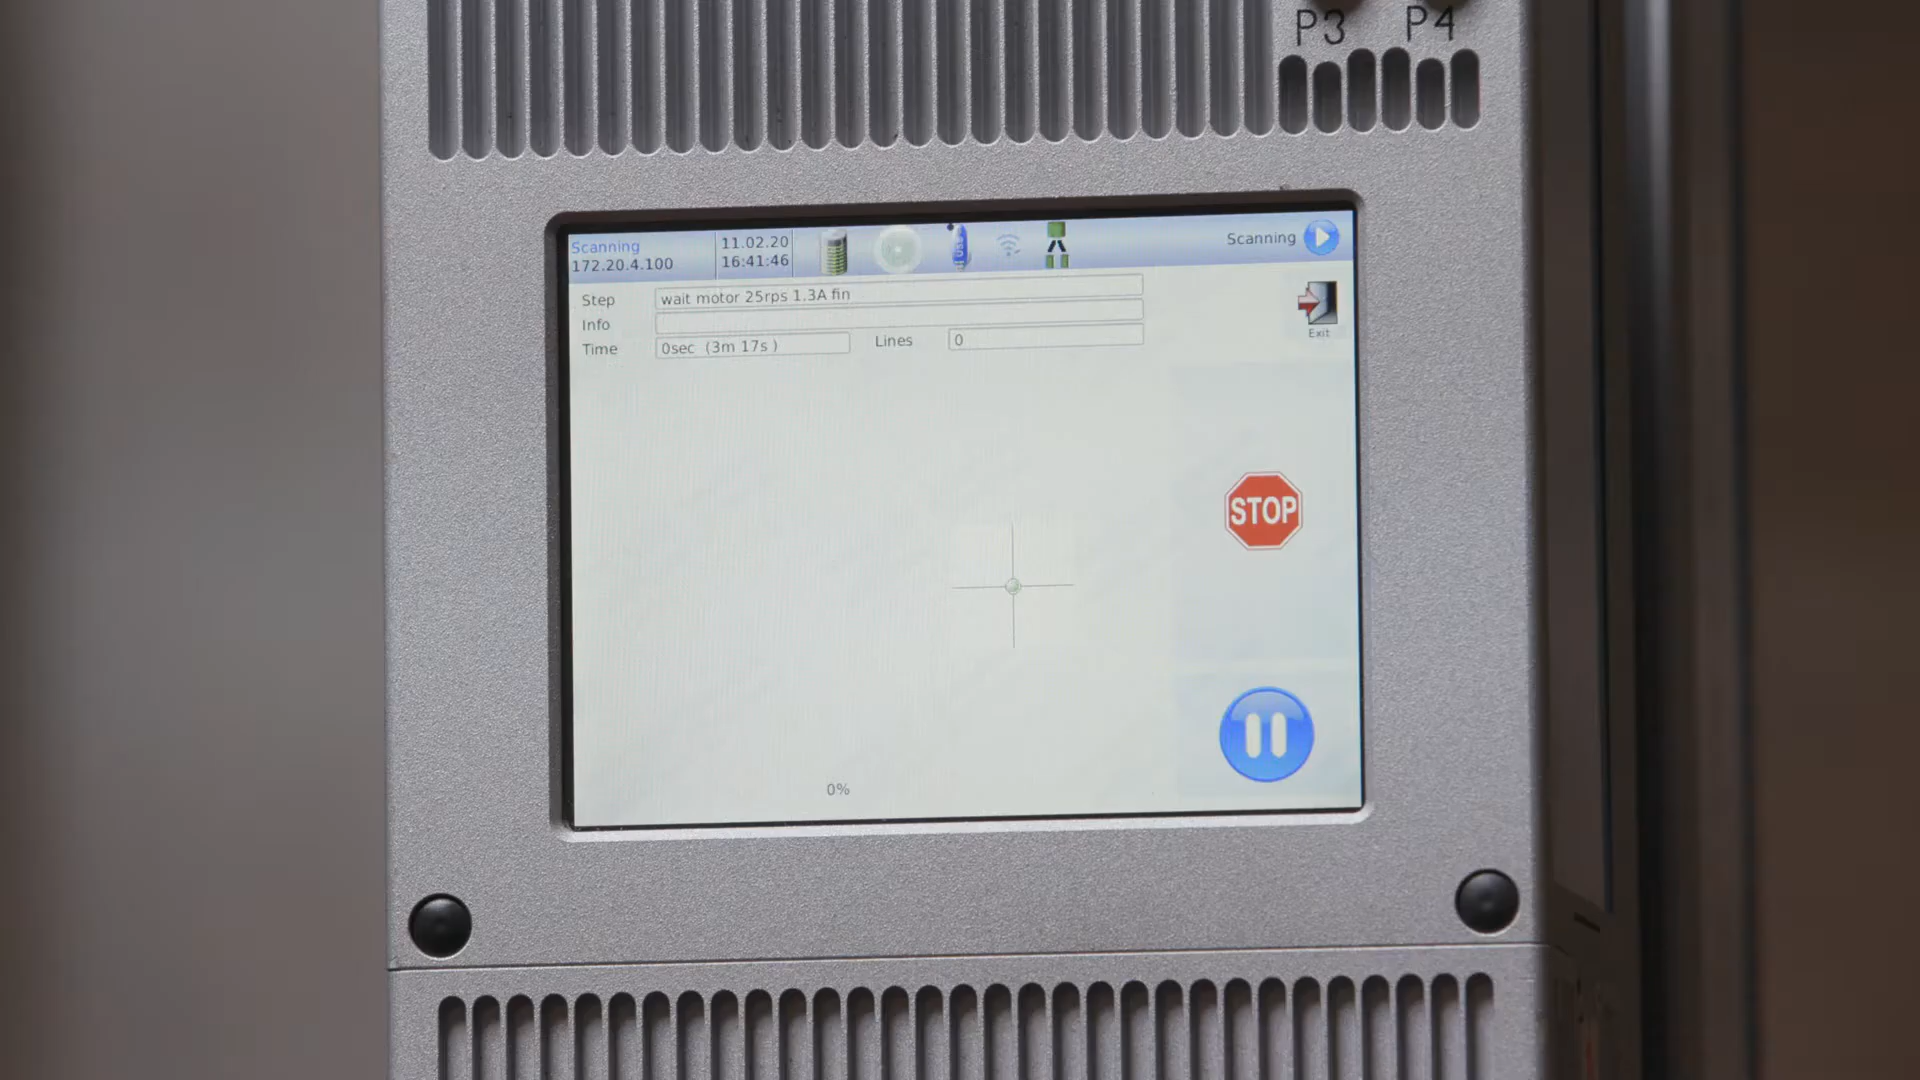 P3 P4
Scanning
172.20.4.100
11.02.20
16:41:46
USB
Scanning
Step wait motor 25rps 1.3A fin
Info
Time 0sec (3m 17s ) Lines 0
Exit
STOP
0%